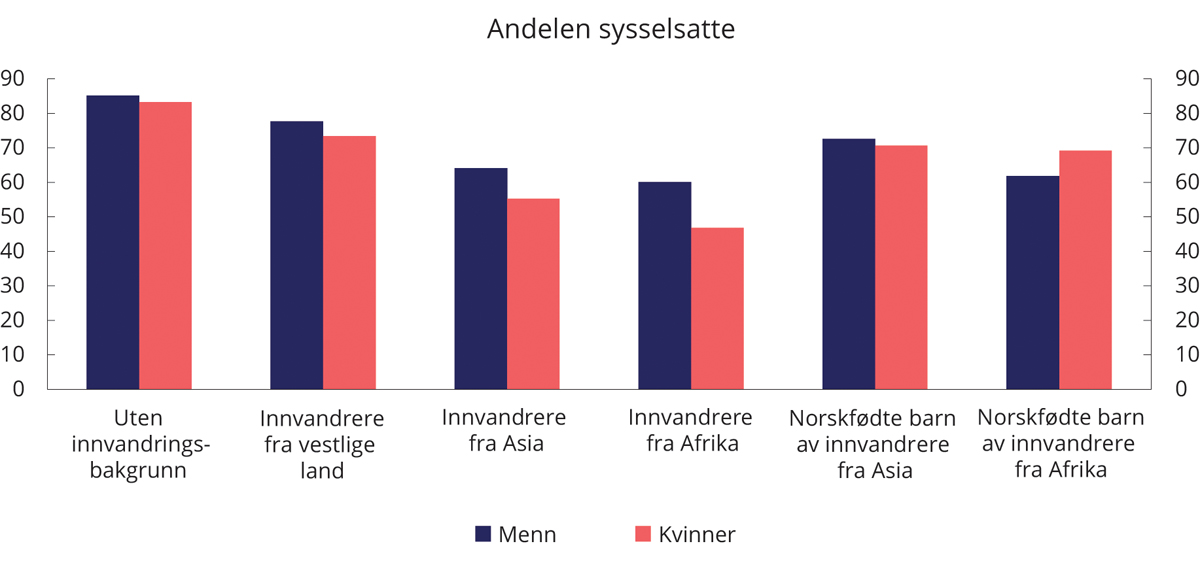 Andelen sysselsatte
90
80
70
60
50
40
30
20
10
0
90
80
70
60
50
40
30
20
10
0
Uten
innvandrings-
bakgrunn
Innvandrere
fra vestlige
land
Innvandrere
fra Asia
Innvandrere
fra Afrika
Norskfødte barn
av innvandrere
fra Asia
Norskfødte barn
av innvandrere
fra Afrika
Menn
Kvinner